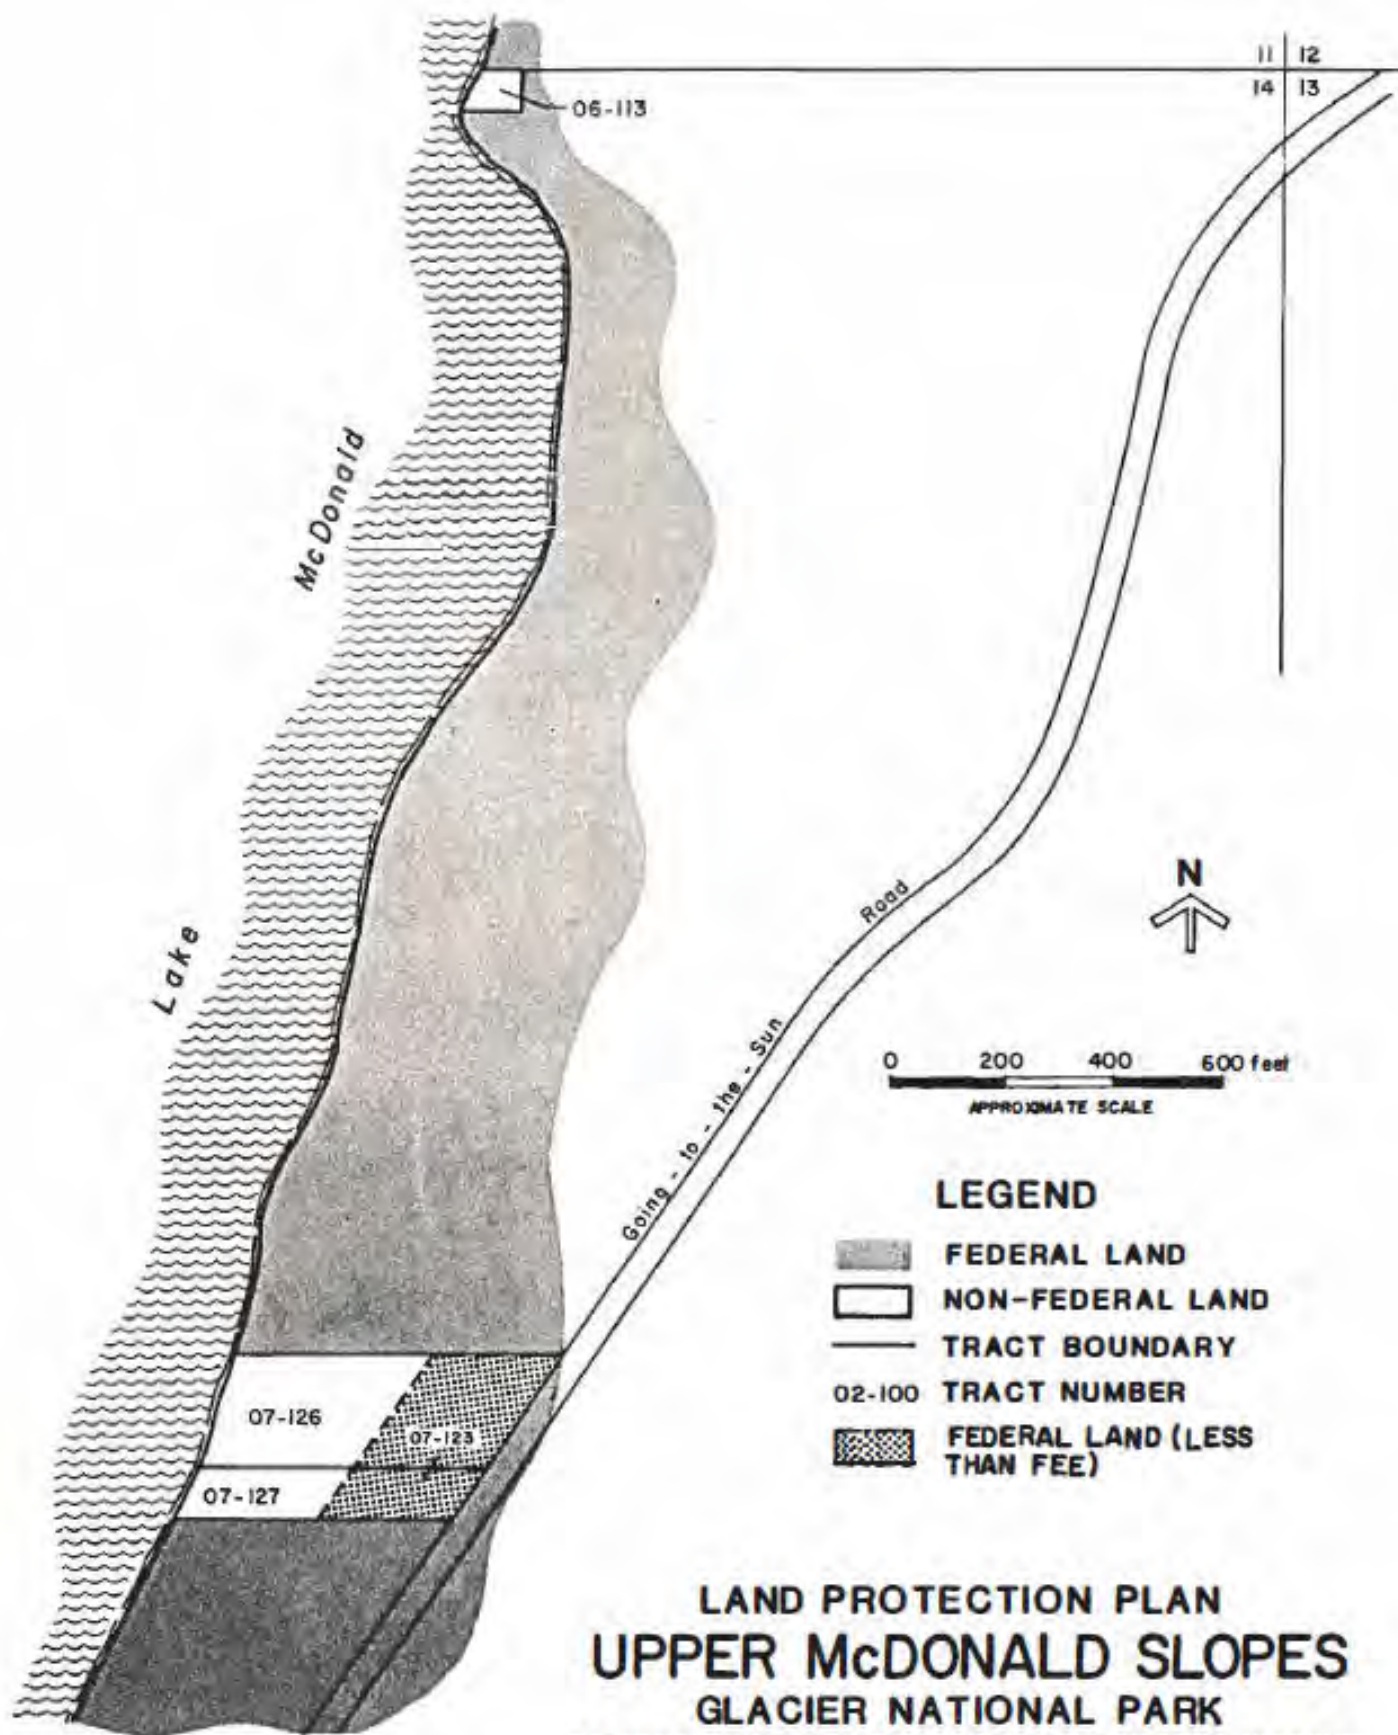 11 12
14 13
06-113
McDonald
Lake
Going - to - the - Sun Road
N
0 200 400 600 feet
APPROXIMATE SCALE
LEGEND
FEDERAL LAND
NON-FEDERAL LAND
TRACT BOUNDARY
02-100 TRACT NUMBER
FEDERAL LAND (LESS
THAN FEE)
07-126
07-123
07-127
LAND PROTECTION PLAN
UPPER McDONALD SLOPES
GLACIER NATIONAL PARK